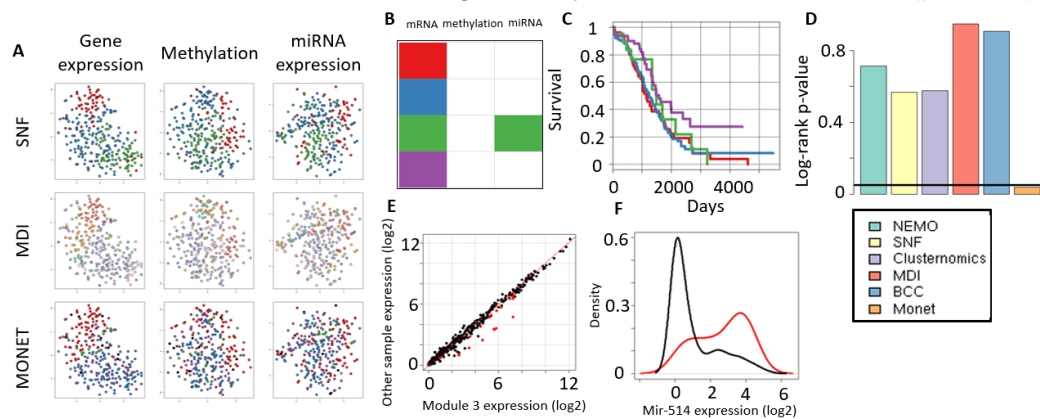 A
Gene expression
Methylation
miRNA expression
SNF
MDI
MONET
B
mRNA methylation miRNA
C
Survival
1
0.8
0.6
0.4
0.2
0
0 2000 4000
Days
D
Log-rank p-value
0.8
0.4
0
NEMO
SNF
Clusternomics
MDI
BCC
Monet
E
Other sample expression (log2)
12
6
0
0 6 12
Module 3 expression (log2)
F
Density
0.6
0.3
0
0 2 4 6
Mir-514 expression (log2)